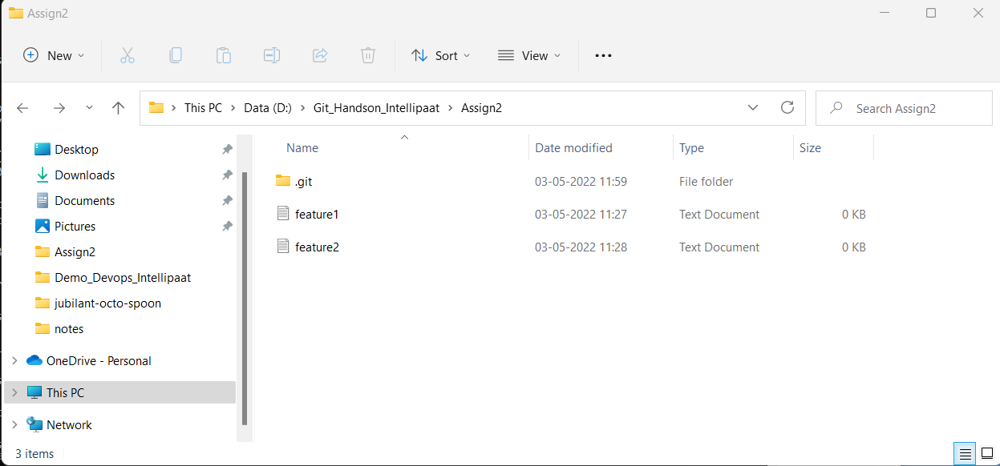 Assign2
New Sort View
This PC Data (D:) Git_Handson_Intellipaat Assign2 Search Assign2
Desktop
Downloads
Documents
Pictures
Assign2
Demo_Devops_Intellipaat
jubilant-octo-spoon
notes
OneDrive - Personal
This PC
Network
Name Date modified Type Size
.git 03-05-2022 11:59 File folder
feature1 03-05-2022 11:27 Text Document 0 KB
feature2 03-05-2022 11:28 Text Document 0 KB
3 items